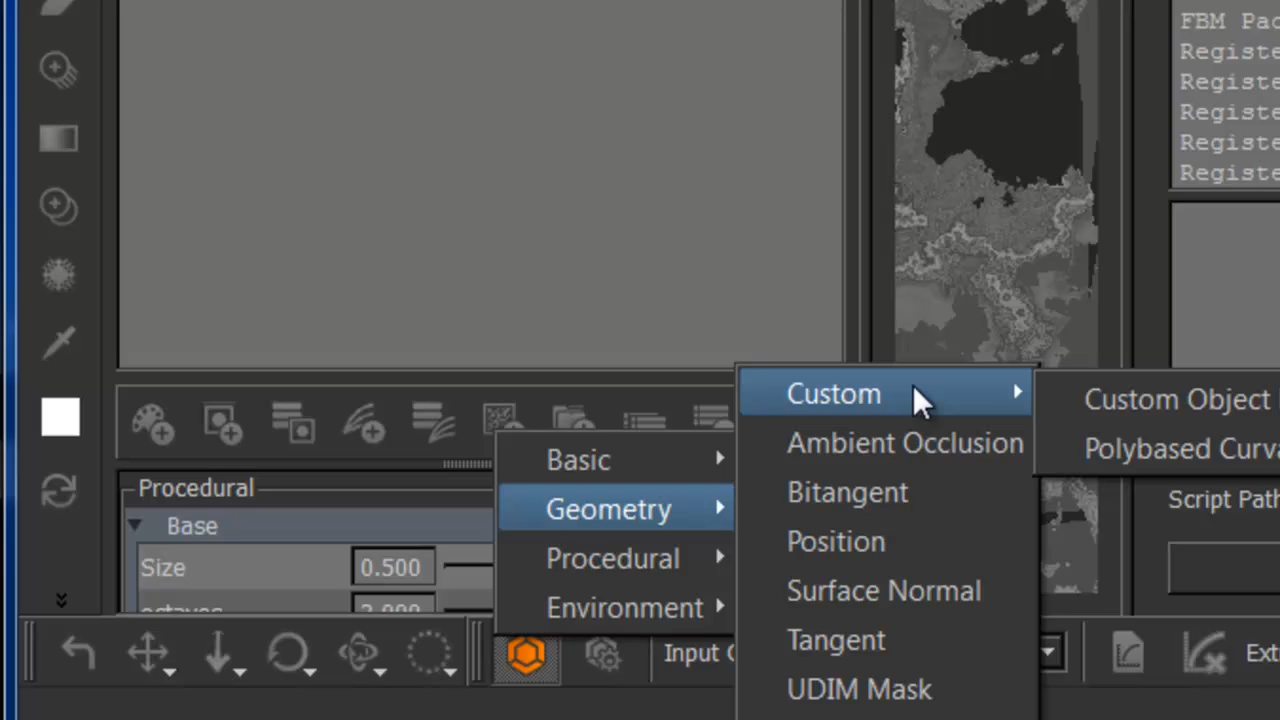 FBM Pac
Registe
Registe
Registe
Registe
Registe
Custom
Ambient Occlusion
Bitangent
Position
Surface Normal
Tangent
UDIM Mask
Custom Object
Polybased Curva
Basic
Geometry
Procedural
Environment
Procedural
Base
Size
0.500
Script Path
Input
Ext